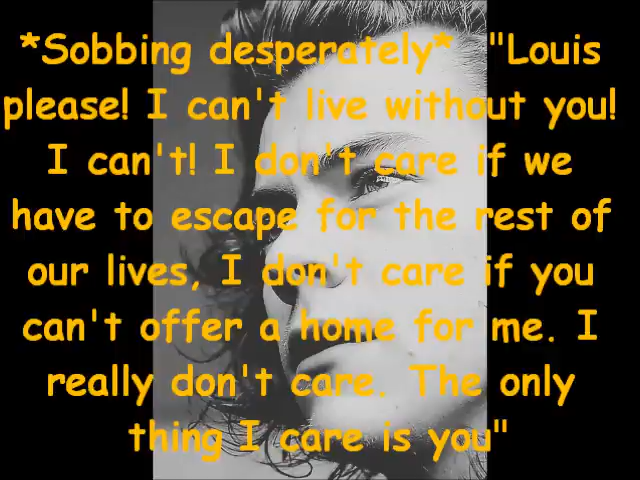 *Sobbing desperately* "Louis
please! I can't live without you!
I can't! I don't care if we
have to escape for the rest of
our lives, I don't care if you
can't offer a home for me. I
really don't care. The only
thing I care is you"